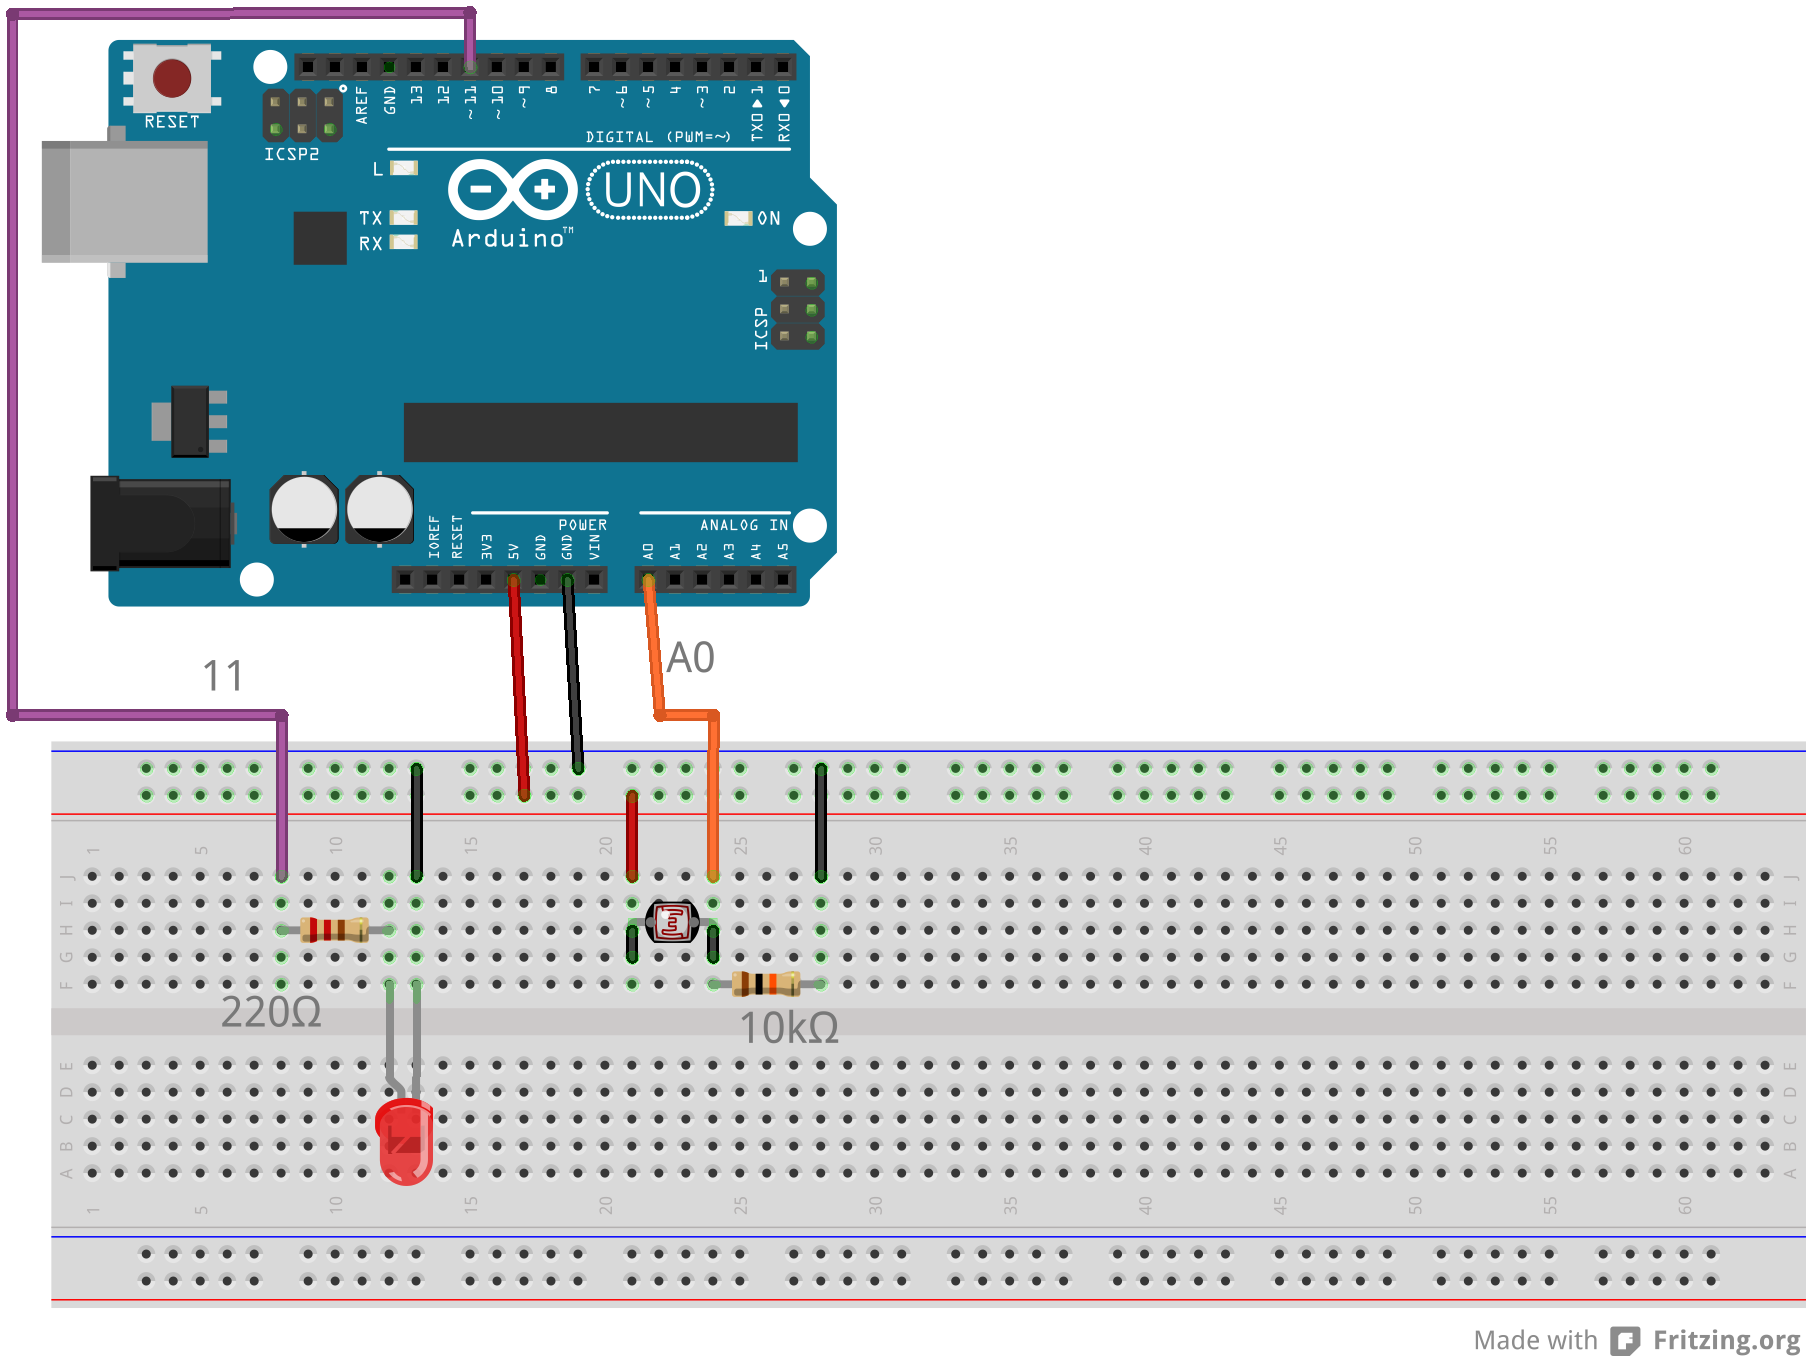 RESET
ICSP2
AREF
GND
13
12
~11
~10
~9
8
7
~6
~5
4
~3
2
TX0▶1
RX0◀0
DIGITAL (PWM=~)
L
TX
RX
Arduino™
UNO
ON
1
ICSP
IOREF
RESET
3V3
5V
GND
GND
VIN
POWER
ANALOG IN
A0
A1
A2
A3
A4
A5
11
A0
1 5 10 15 20 25 30 35 40 45 50 55 60
J J
I I
H H
G G
F F
220Ω
10kΩ
E E
D D
C C
B B
A A
1 5 10 15 20 25 30 35 40 45 50 55 60
Made with Fritzing.org